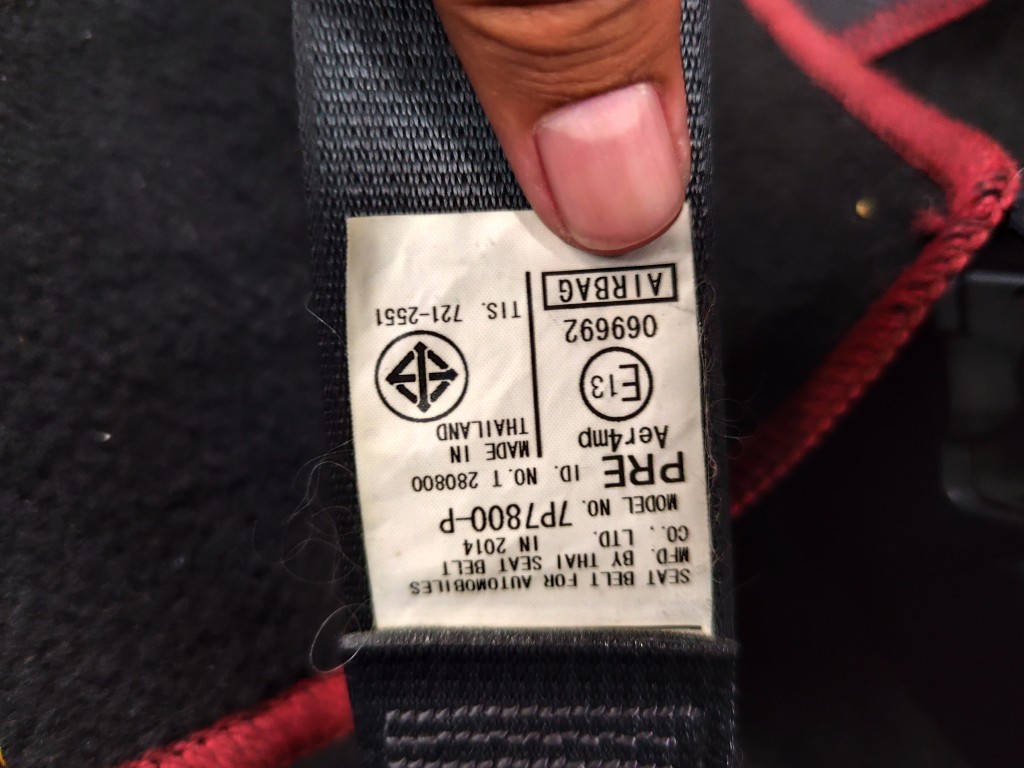 SEAT BELT FOR AUTOMOBILES
MFD. BY THAI SEAT BELT
CO., LTD. IN 2014
MODEL NO. 7P7800-P
PRE ID. NO. T 280800
Aer4mp
E13
069692
AIRBAG
MADE IN
THAILAND
TIS. 721-2551